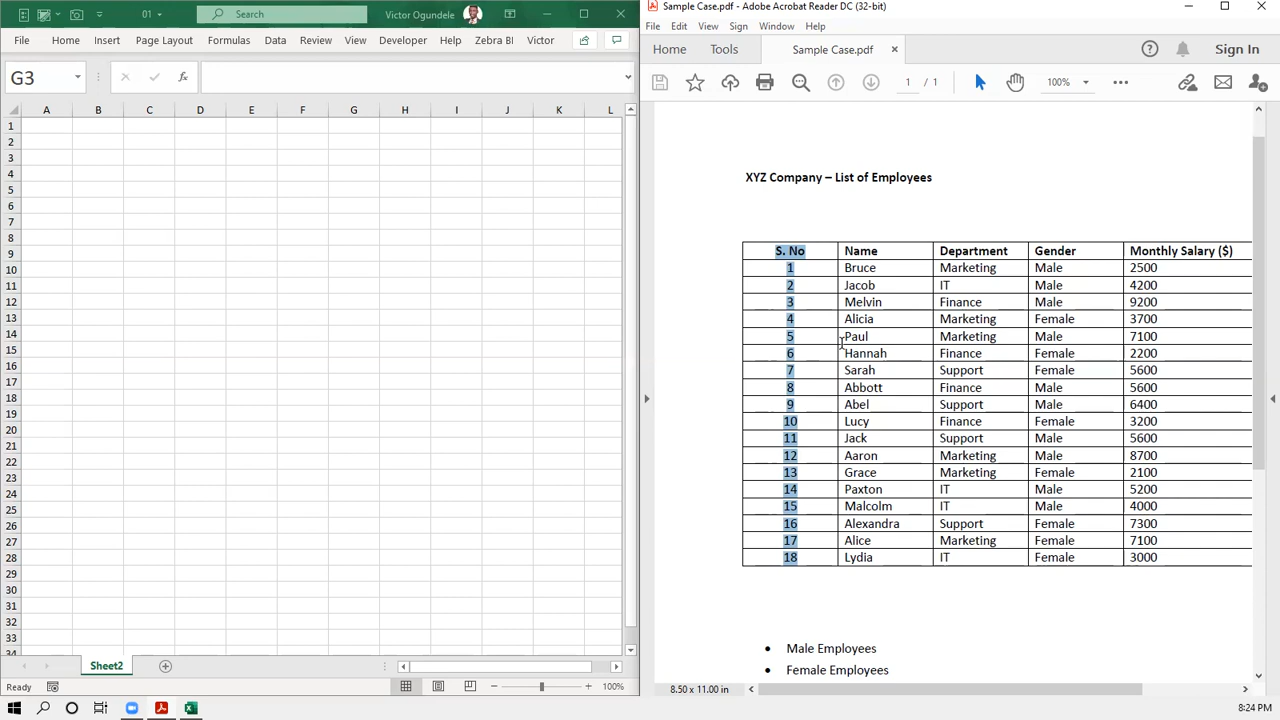 01
Search
Victor Ogundele
Sample Case.pdf - Adobe Acrobat Reader DC (32-bit)
File Home Insert Page Layout Formulas Data Review View Developer Help Zebra BI Victor
File Edit View Sign Window Help
Home Tools Sample Case.pdf Sign In
G3 fx
1 / 1 100%
A B C D E F G H I J K L
1
2
3
4
5
6
7
8
9
10
11
12
13
14
15
16
17
18
19
20
21
22
23
24
25
26
27
28
29
30
31
32
33
34
Sheet2
Ready 100%
XYZ Company – List of Employees
S. No Name Department Gender Monthly Salary ($)
1 Bruce Marketing Male 2500
2 Jacob IT Male 4200
3 Melvin Finance Male 9200
4 Alicia Marketing Female 3700
5 Paul Marketing Male 7100
6 Hannah Finance Female 2200
7 Sarah Support Female 5600
8 Abbott Finance Male 5600
9 Abel Support Male 6400
10 Lucy Finance Female 3200
11 Jack Support Male 5600
12 Aaron Marketing Male 8700
13 Grace Marketing Female 2100
14 Paxton IT Male 5200
15 Malcolm IT Male 4000
16 Alexandra Support Female 7300
17 Alice Marketing Female 7100
18 Lydia IT Female 3000
• Male Employees
• Female Employees
8.50 x 11.00 in
8:24 PM